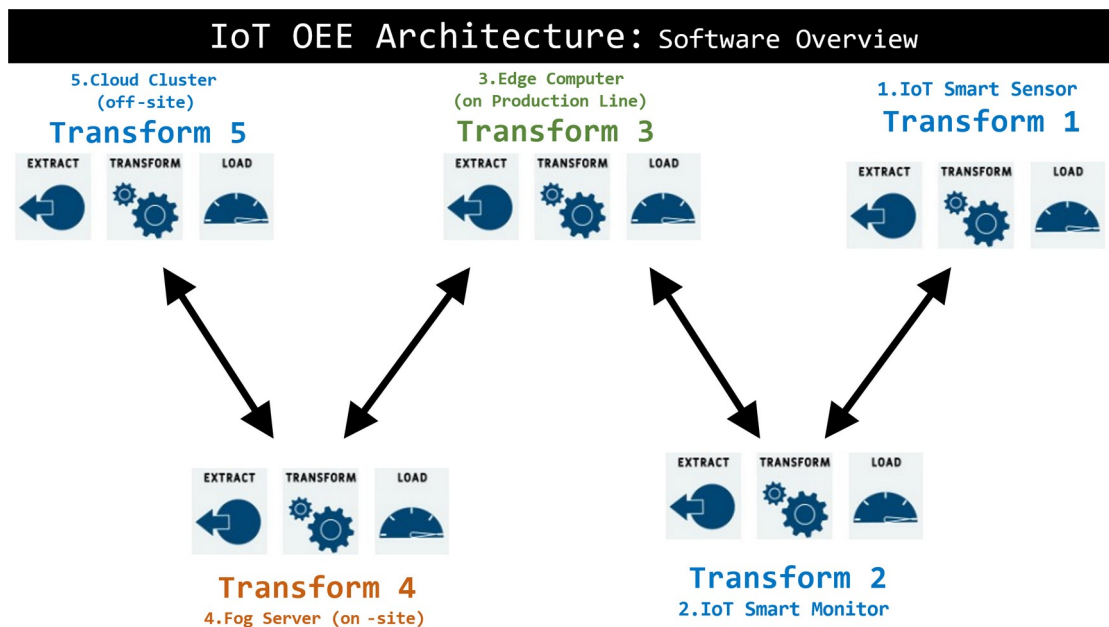 IoT OEE Architecture: Software Overview
5.Cloud Cluster
(off-site)
Transform 5
EXTRACT TRANSFORM LOAD
3.Edge Computer
(on Production Line)
Transform 3
EXTRACT TRANSFORM LOAD
1.IoT Smart Sensor
Transform 1
EXTRACT TRANSFORM LOAD
EXTRACT TRANSFORM LOAD
Transform 4
4.Fog Server (on -site)
EXTRACT TRANSFORM LOAD
Transform 2
2.IoT Smart Monitor